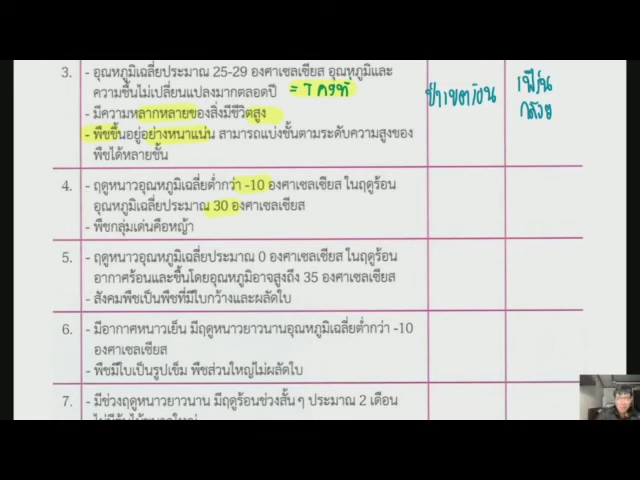 3. - อุณหภูมิเฉลี่ยประมาณ 25-29 องศาเซลเซียส อุณหภูมิและ
ความชื้นไม่เปลี่ยนแปลงมากตลอดปี = T คงที่
- มีความหลากหลายของสิ่งมีชีวิตสูง
- พืชขึ้นอยู่อย่างหนาแน่น สามารถแบ่งชั้นตามระดับความสูงของ
พืชได้หลายชั้น
ป่าเขตร้อน
เฟิน
กล้วย
4. - ฤดูหนาวอุณหภูมิเฉลี่ยต่ำกว่า -10 องศาเซลเซียส ในฤดูร้อน
อุณหภูมิเฉลี่ยประมาณ 30 องศาเซลเซียส
- พืชกลุ่มเด่นคือหญ้า
5. - ฤดูหนาวอุณหภูมิเฉลี่ยประมาณ 0 องศาเซลเซียส ในฤดูร้อน
อากาศร้อนและชื้นโดยอุณหภูมิอาจสูงถึง 35 องศาเซลเซียส
- สังคมพืชเป็นพืชที่มีใบกว้างและผลัดใบ
6. - มีอากาศหนาวเย็น มีฤดูหนาวยาวนานอุณหภูมิเฉลี่ยต่ำกว่า -10
องศาเซลเซียส
- พืชมีใบเป็นรูปเข็ม พืชส่วนใหญ่ไม่ผลัดใบ
7. - มีช่วงฤดูหนาวยาวนาน มีฤดูร้อนช่วงสั้น ๆ ประมาณ 2 เดือน